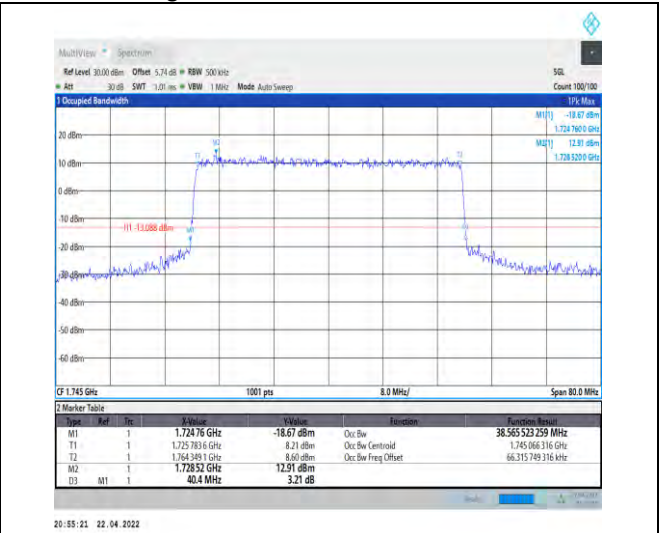 MultiView Spectrum
Ref Level 30.00 dBm Offset 5.74 dB RBW 500 kHz SGL
Att 30 dB SWT 1.01 ms VBW 1 MHz Mode Auto Sweep Count 100/100
1 Occupied Bandwidth 1Pk Max
M1[1] -18.67 dBm
1.724 760 0 GHz
20 dBm M2[1] 12.91 dBm
M2 1.728 520 0 GHz
10 dBm T1 T2
0 dBm
-10 dBm
H1 -13.088 dBm M1
-20 dBm
-30 dBm
-40 dBm
-50 dBm
-60 dBm
CF 1.745 GHz 1001 pts 8.0 MHz/ Span 80.0 MHz
2 Marker Table
Type Ref Trc X-Value Y-Value Function Function Result
M1 1 1.724 76 GHz -18.67 dBm Occ Bw 38.565 523 259 MHz
T1 1 1.725 783 6 GHz 8.21 dBm Occ Bw Centroid 1.745 066 316 GHz
T2 1 1.764 349 1 GHz 8.60 dBm Occ Bw Freq Offset 66.315 749 316 kHz
M2 1 1.728 52 GHz 12.91 dBm
D3 M1 1 40.4 MHz 3.21 dB
20:55:21 22.04.2022